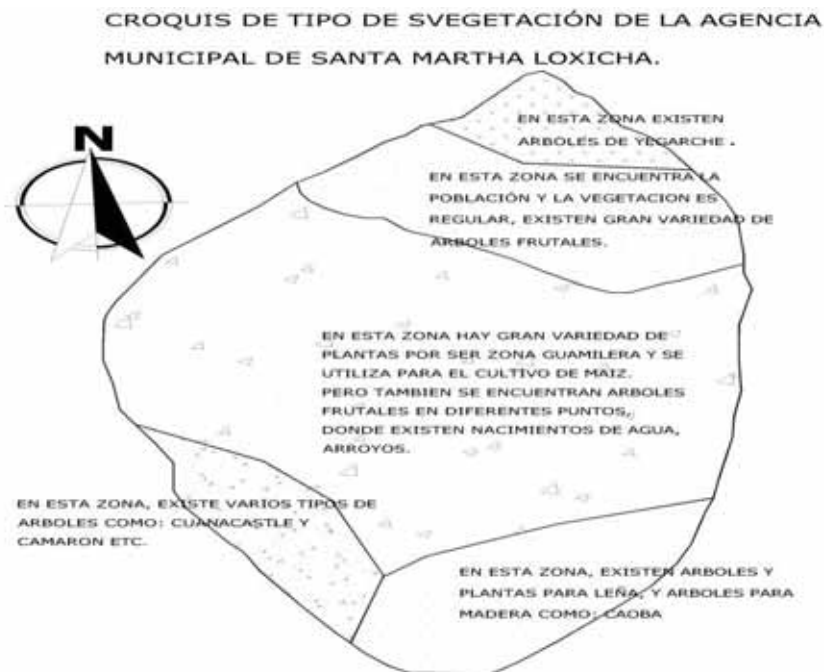 CROQUIS DE TIPO DE SVEGETACIÓN DE LA AGENCIA
MUNICIPAL DE SANTA MARTHA LOXICHA.
N
EN ESTA ZONA EXISTEN
ARBOLES DE YEGARCHE .
EN ESTA ZONA SE ENCUENTRA LA
POBLACIÓN Y LA VEGETACION ES
REGULAR, EXISTEN GRAN VARIEDAD DE
ARBOLES FRUTALES.
EN ESTA ZONA HAY GRAN VARIEDAD DE
PLANTAS POR SER ZONA GUAMILERA Y SE
UTILIZA PARA EL CULTIVO DE MAIZ.
PERO TAMBIEN SE ENCUENTRAN ARBOLES
FRUTALES EN DIFERENTES PUNTOS,
DONDE EXISTEN NACIMIENTOS DE AGUA,
ARROYOS.
EN ESTA ZONA, EXISTE VARIOS TIPOS DE
ARBOLES COMO: CUANACASTLE Y
CAMARON ETC.
EN ESTA ZONA, EXISTEN ARBOLES Y
PLANTAS PARA LEÑA, Y ARBOLES PARA
MADERA COMO: CAOBA